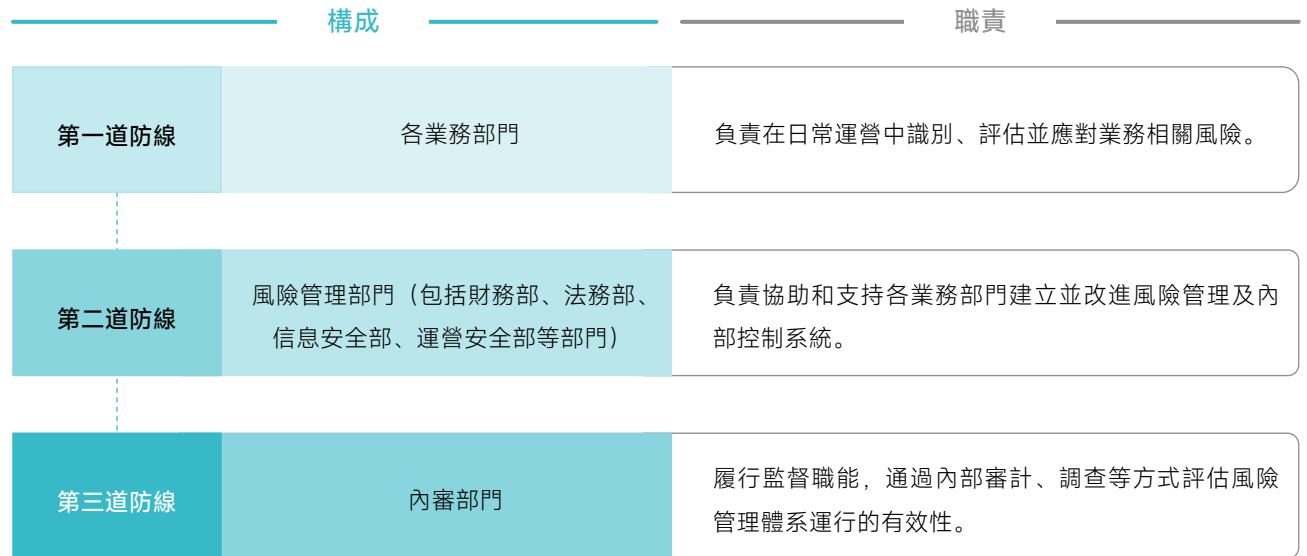 構成
職責
第一道防線
各業務部門
負責在日常運營中識別、評估並應對業務相關風險。
第二道防線
風險管理部門（包括財務部、法務部、
信息安全部、運營安全部等部門）
負責協助和支持各業務部門建立並改進風險管理及內
部控制系統。
第三道防線
內審部門
履行監督職能，通過內部審計、調查等方式評估風險
管理體系運行的有效性。